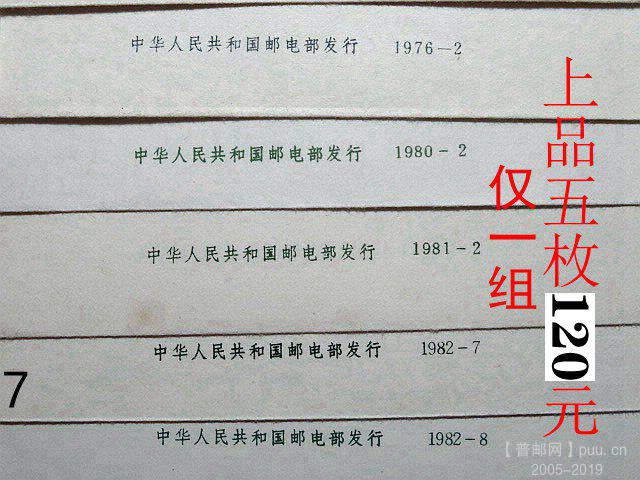 中华人民共和国邮电部发行 1976-2
中华人民共和国邮电部发行 1980-2
中华人民共和国邮电部发行 1981-2
中华人民共和国邮电部发行 1982-7
中华人民共和国邮电部发行 1982-8
7
上品五枚120元
仅一组
【普邮网】puu.cn
2005-2019